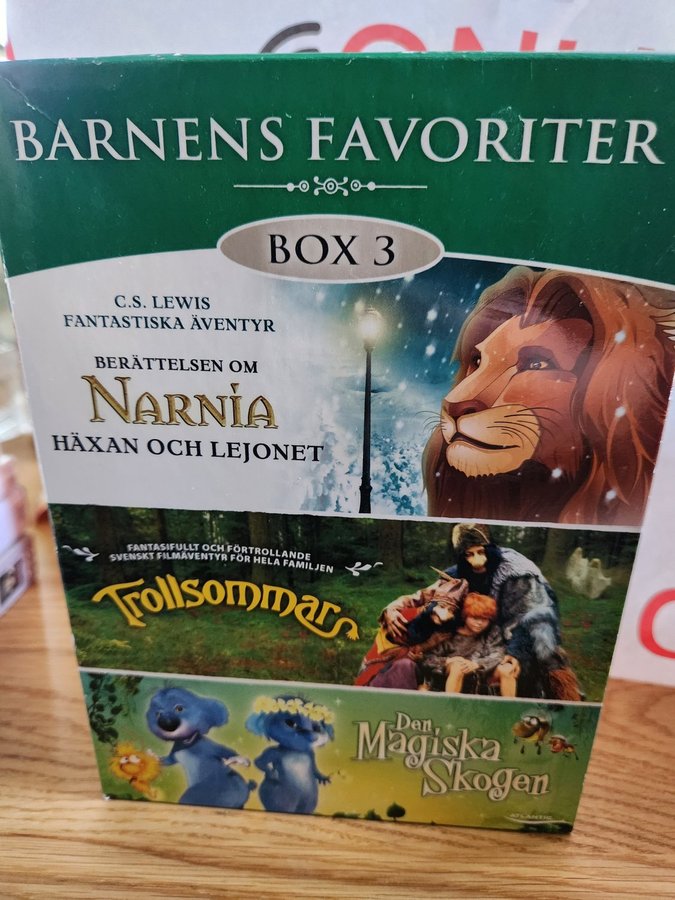 BARNENS FAVORITER
BOX 3
C.S. LEWIS
FANTASTISKA ÄVENTYR
BERÄTTELSEN OM
NARNIA
HÄXAN OCH LEJONET
FANTASIFULLT OCH FÖRTROLLANDE
SVENSKT FILMÄVENTYR FÖR HELA FAMILJEN
Trollsommar
Den
Magiska
Skogen
ATLANTIC